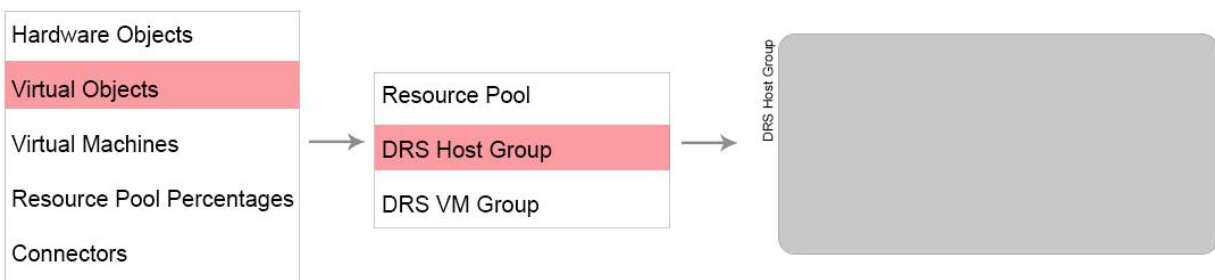 Hardware Objects
Virtual Objects
Virtual Machines
Resource Pool Percentages
Connectors
Resource Pool
DRS Host Group
DRS VM Group
DRS Host Group